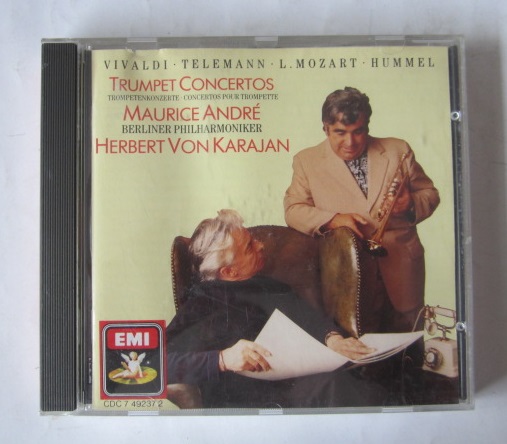 VIVALDI · TELEMANN · L. MOZART · HUMMEL
TRUMPET CONCERTOS
TROMPETENKONZERTE · CONCERTOS POUR TROMPETTE
MAURICE ANDRÉ
BERLINER PHILHARMONIKER
HERBERT VON KARAJAN
EMI
CDC 7 49237 2